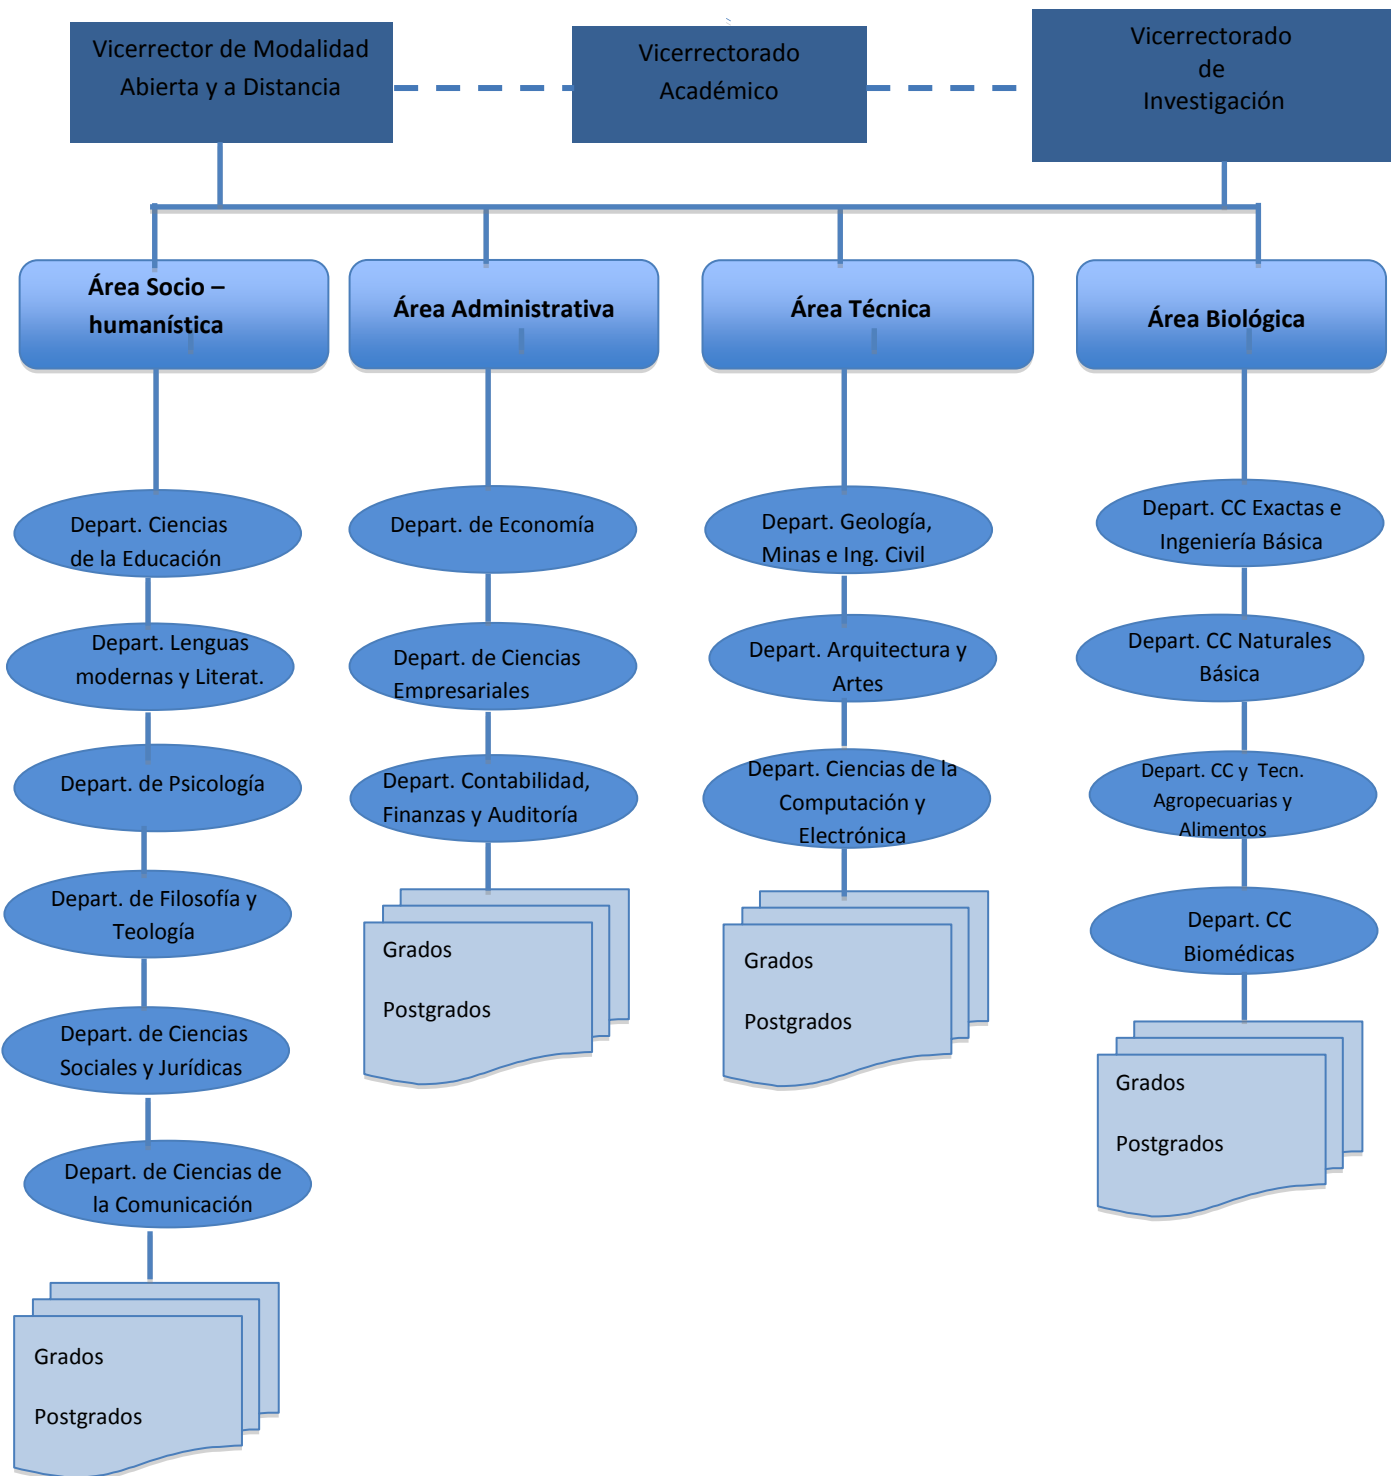 Vicerrector de Modalidad
Abierta y a Distancia
Vicerrectorado
Académico
Vicerrectorado
de
Investigación
Área Socio –
humanística
Área Administrativa
Área Técnica
Área Biológica
Depart. Ciencias
de la Educación
Depart. Lenguas
modernas y Literat.
Depart. de Psicología
Depart. de Filosofía y
Teología
Depart. de Ciencias
Sociales y Jurídicas
Depart. de Ciencias de
la Comunicación
Grados
Postgrados
Depart. de Economía
Depart. de Ciencias
Empresariales
Depart. Contabilidad,
Finanzas y Auditoría
Grados
Postgrados
Depart. Geología,
Minas e Ing. Civil
Depart. Arquitectura y
Artes
Depart. Ciencias de la
Computación y
Electrónica
Grados
Postgrados
Depart. CC Exactas e
Ingeniería Básica
Depart. CC Naturales
Básica
Depart. CC y Tecn.
Agropecuarias y
Alimentos
Depart. CC
Biomédicas
Grados
Postgrados